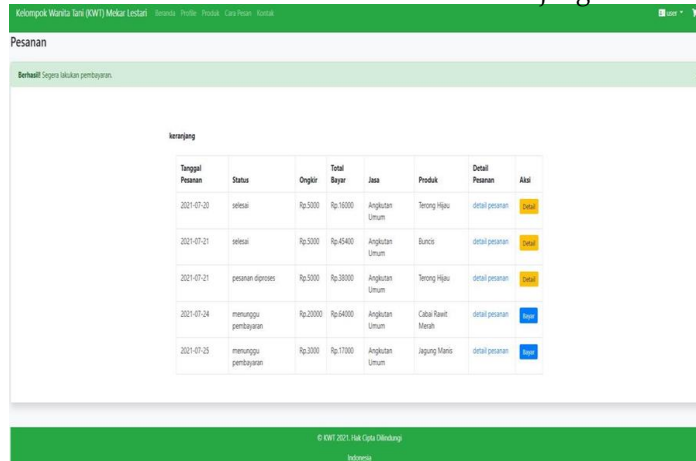 Kelompok Wanita Tani (KWT) Mekar Lestari Beranda Profile Produk Cara Pesan Kontak user
Pesanan
Berhasil! Segera lakukan pembayaran.
keranjang
Tanggal Pesanan Status Ongkir Total Bayar Jasa Produk Detail Pesanan Aksi
2021-07-20 selesai Rp.5000 Rp.16000 Angkutan Umum Terong Hijau detail pesanan Detail
2021-07-21 selesai Rp.5000 Rp.45400 Angkutan Umum Buncis detail pesanan Detail
2021-07-21 pesanan diproses Rp.5000 Rp.38000 Angkutan Umum Terong Hijau detail pesanan Detail
2021-07-24 menunggu pembayaran Rp.20000 Rp.64000 Angkutan Umum Cabai Rawit Merah detail pesanan Bayar
2021-07-25 menunggu pembayaran Rp.3000 Rp.17000 Angkutan Umum Jagung Manis detail pesanan Bayar
© KWT 2021. Hak Cipta Dilindungi
Indonesia